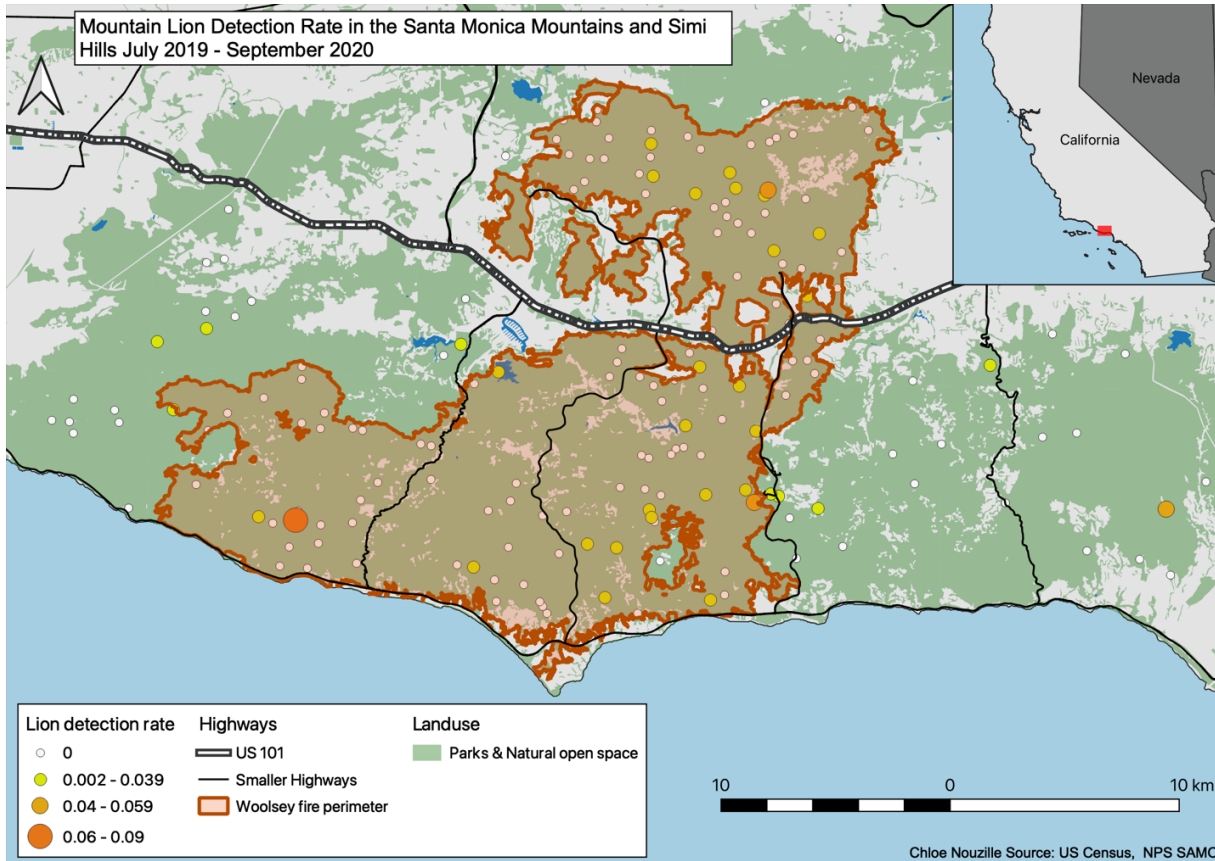 Mountain Lion Detection Rate in the Santa Monica Mountains and Simi
Hills July 2019 - September 2020
Nevada
California
Lion detection rate
0
0.002 - 0.039
0.04 - 0.059
0.06 - 0.09
Highways
US 101
Smaller Highways
Woolsey fire perimeter
Landuse
Parks & Natural open space
10 0 10 km
Chloe Nouzille Source: US Census, NPS SAMO